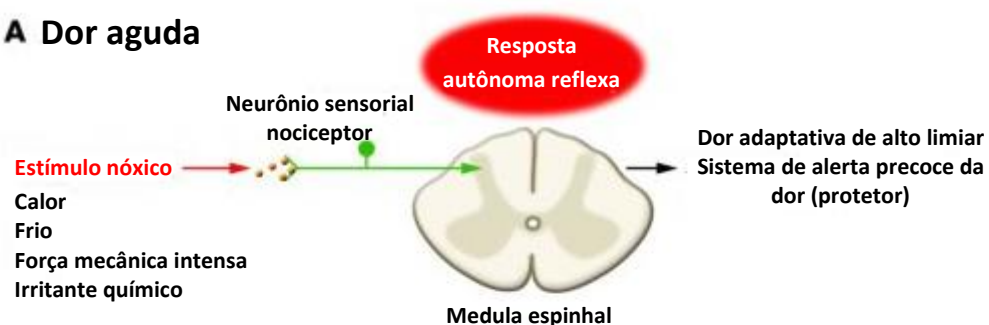 A Dor aguda
Resposta
autônoma reflexa
Neurônio sensorial
nociceptor
Estímulo nóxico
Calor
Frio
Força mecânica intensa
Irritante químico
Medula espinhal
Dor adaptativa de alto limiar
Sistema de alerta precoce da
dor (protetor)